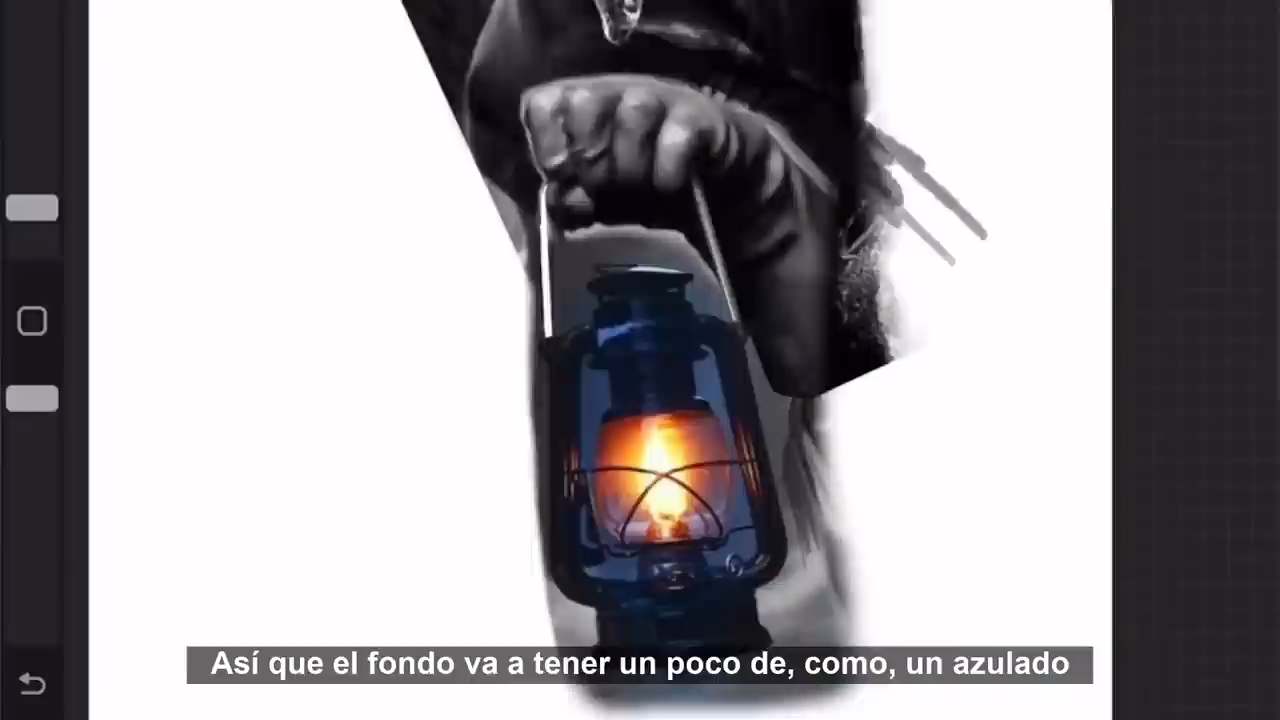 Así que el fondo va a tener un poco de, como, un azulado